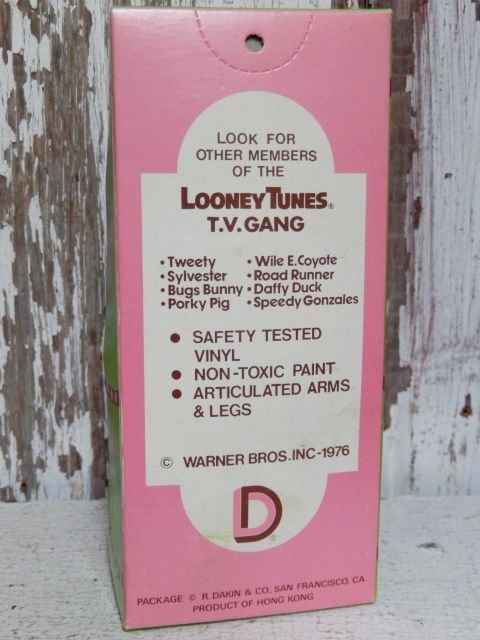 LOOK FOR
OTHER MEMBERS
OF THE
LOONEY TUNES®
T.V. GANG
• Tweety • Wile E. Coyote
• Sylvester • Road Runner
• Bugs Bunny • Daffy Duck
• Porky Pig • Speedy Gonzales
• SAFETY TESTED
VINYL
• NON-TOXIC PAINT
• ARTICULATED ARMS
& LEGS
© WARNER BROS. INC-1976
D
PACKAGE © R. DAKIN & CO. SAN FRANCISCO, CA.
PRODUCT OF HONG KONG